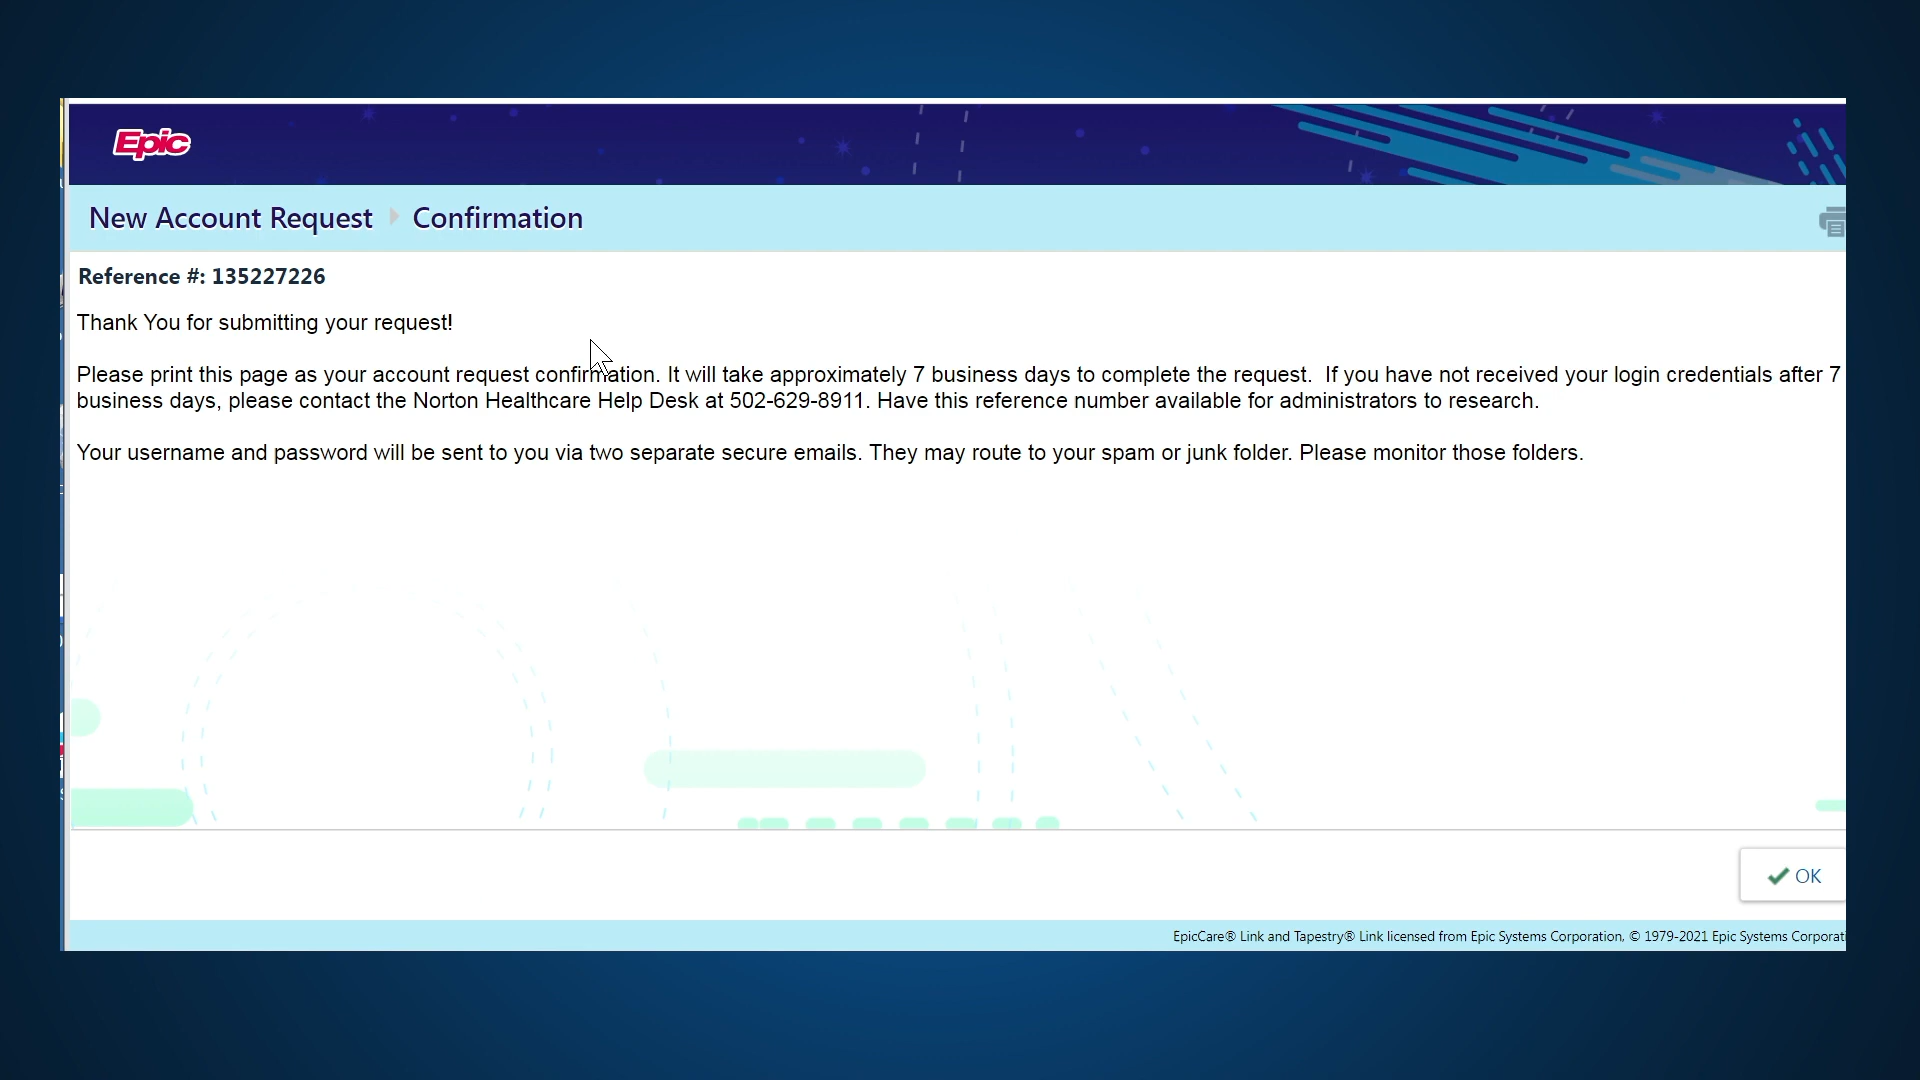 Epic
New Account Request Confirmation
Reference #: 135227226
Thank You for submitting your request!
Please print this page as your account request confirmation. It will take approximately 7 business days to complete the request.  If you have not received your login credentials after 7
business days, please contact the Norton Healthcare Help Desk at 502-629-8911. Have this reference number available for administrators to research.
Your username and password will be sent to you via two separate secure emails. They may route to your spam or junk folder. Please monitor those folders.
OK
EpicCare® Link and Tapestry® Link licensed from Epic Systems Corporation, © 1979-2021 Epic Systems Corporati